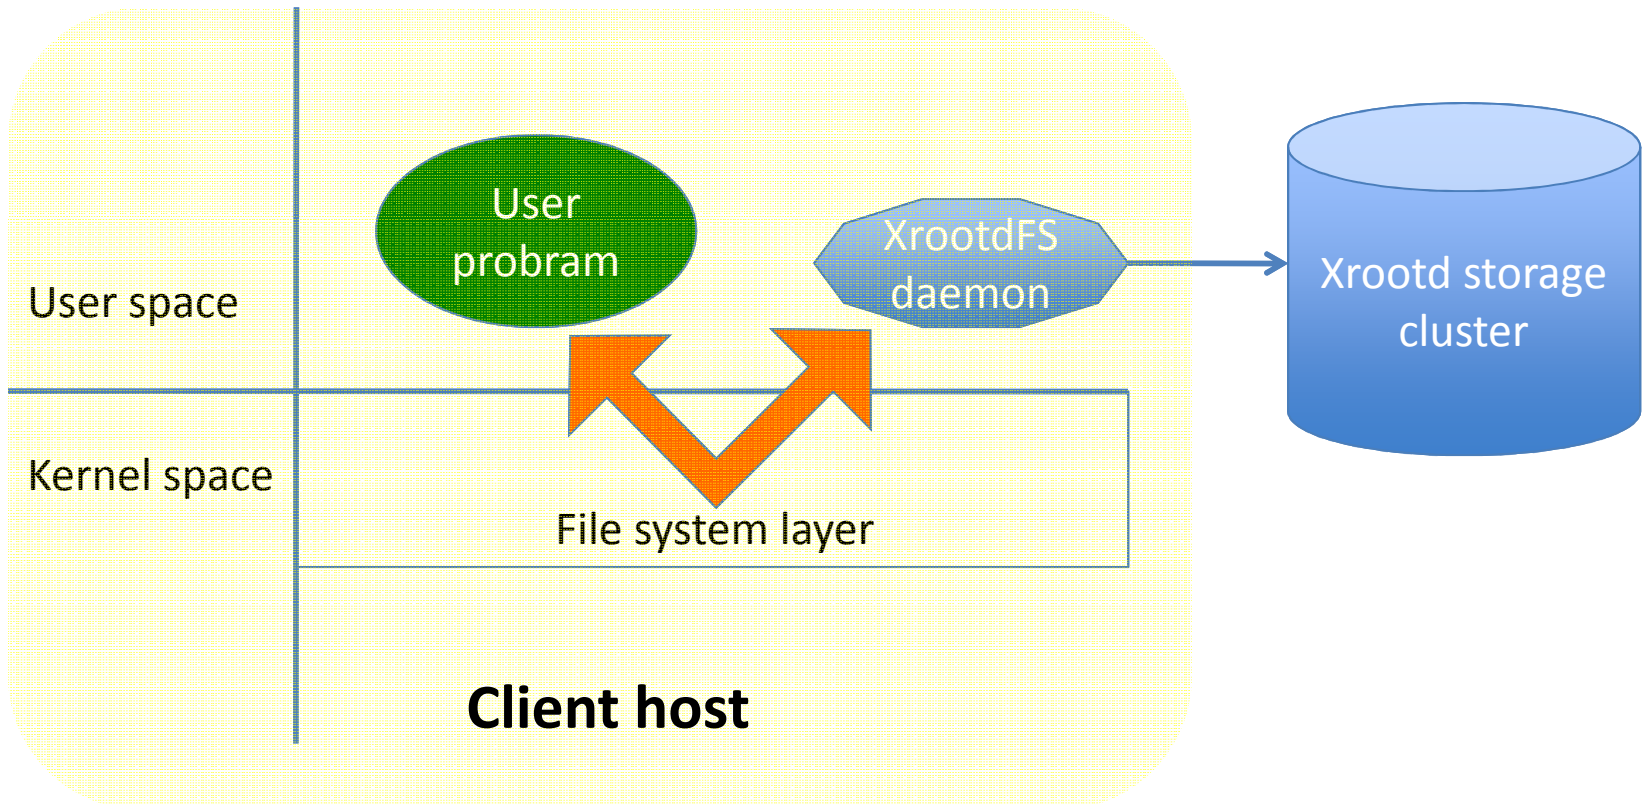 User
probram
XrootdFS
daemon
Xrootd storage
cluster
User space
Kernel space
File system layer
Client host